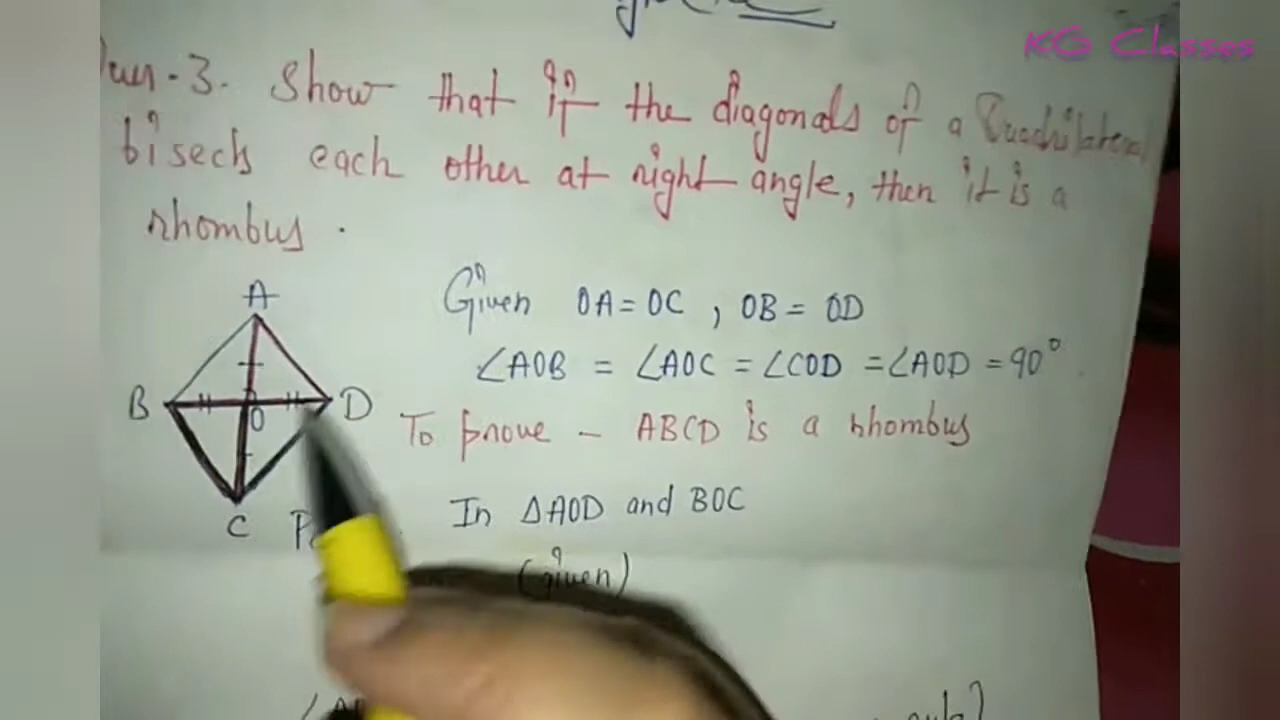 KG Classes
3. Show that if the diagonals of a Quadrilateral
bisects each other at right angle, then it is a
rhombus.
A
Given OA = OC, OB = OD
∠AOB = ∠AOC = ∠COD = ∠AOD = 90°
B O D
To prove - ABCD is a rhombus
In ΔAOD and BOC
C
(given)